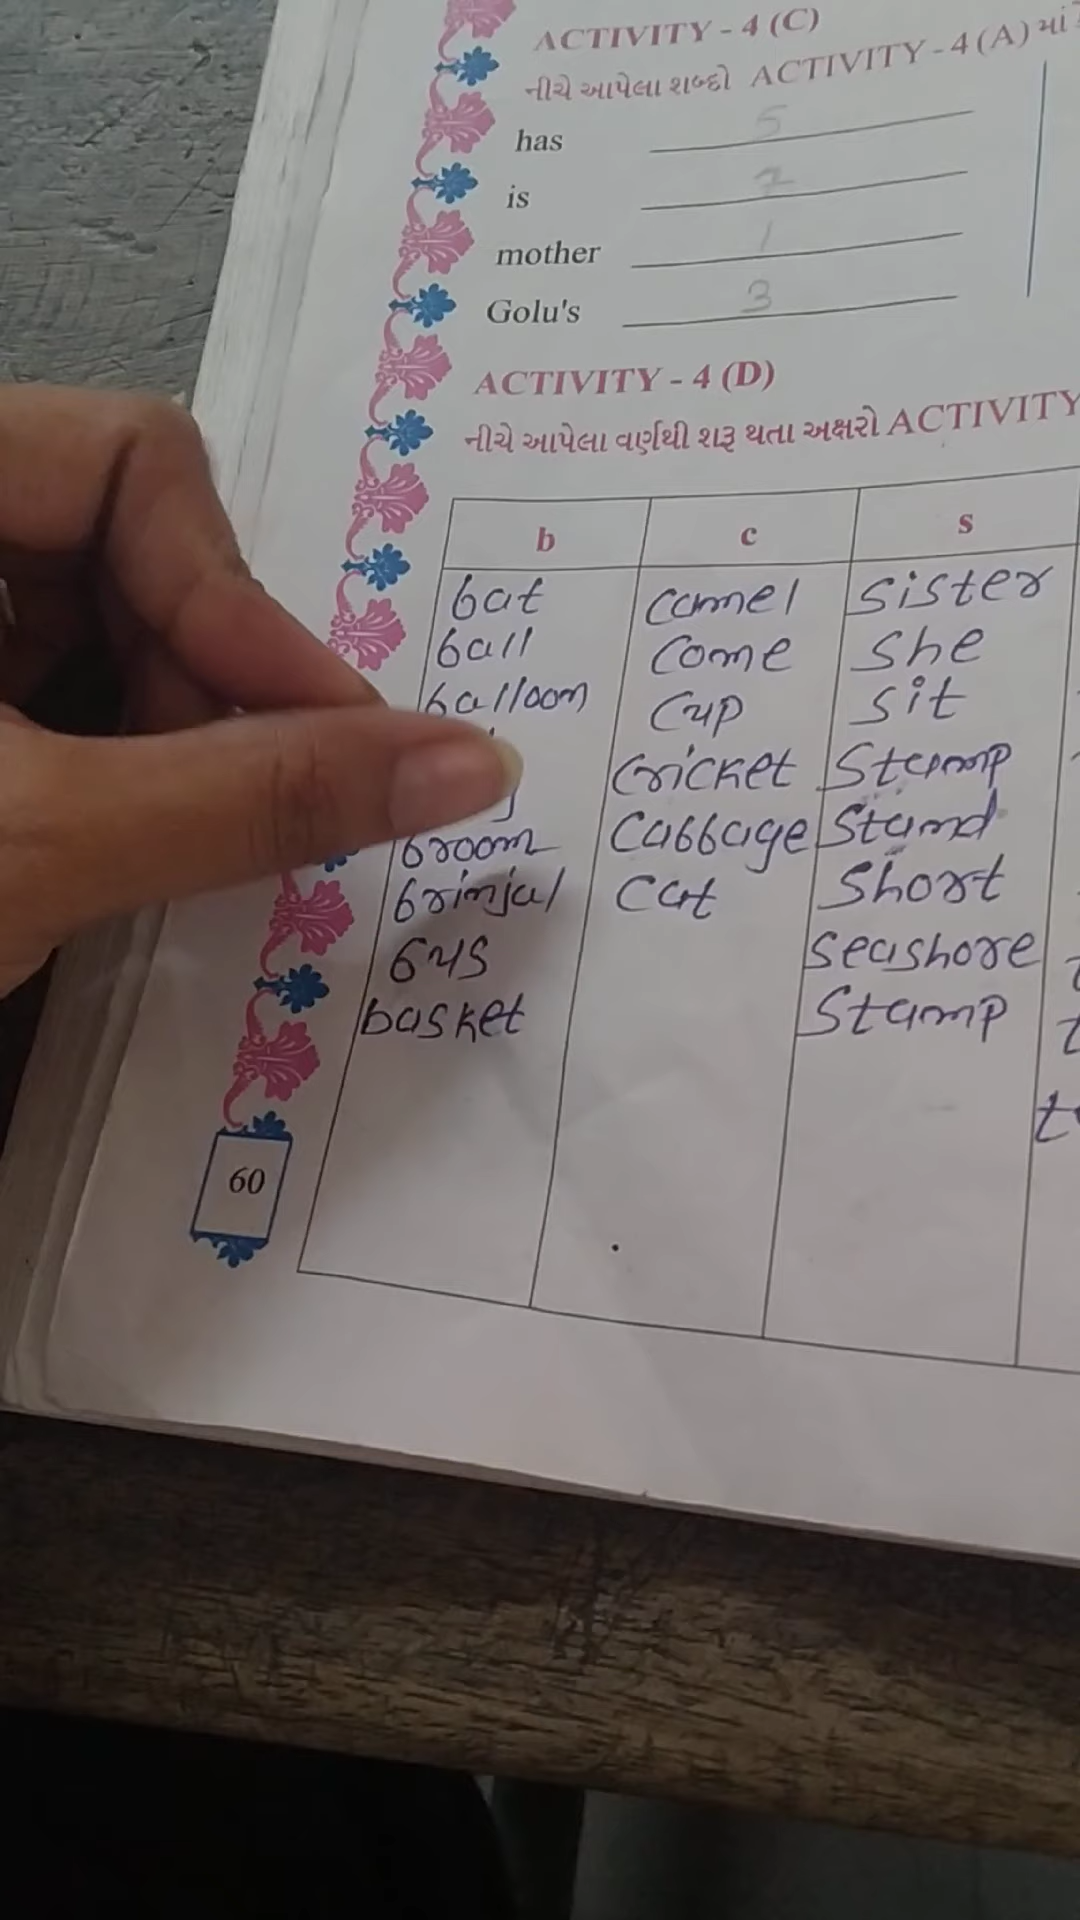 ACTIVITY - 4 (C)
નીચે આપેલા શબ્દો ACTIVITY - 4 (A) માં
has 5
is 7
mother 1
Golu's 3
ACTIVITY - 4 (D)
નીચે આપેલા વર્ણથી શરૂ થતા અક્ષરો ACTIVITY
b c s
bat camel sister
ball come she
balloon cup sit
cricket stamp
broom cabbage stand
brinjal cat short
bus seashore
basket stamp
60